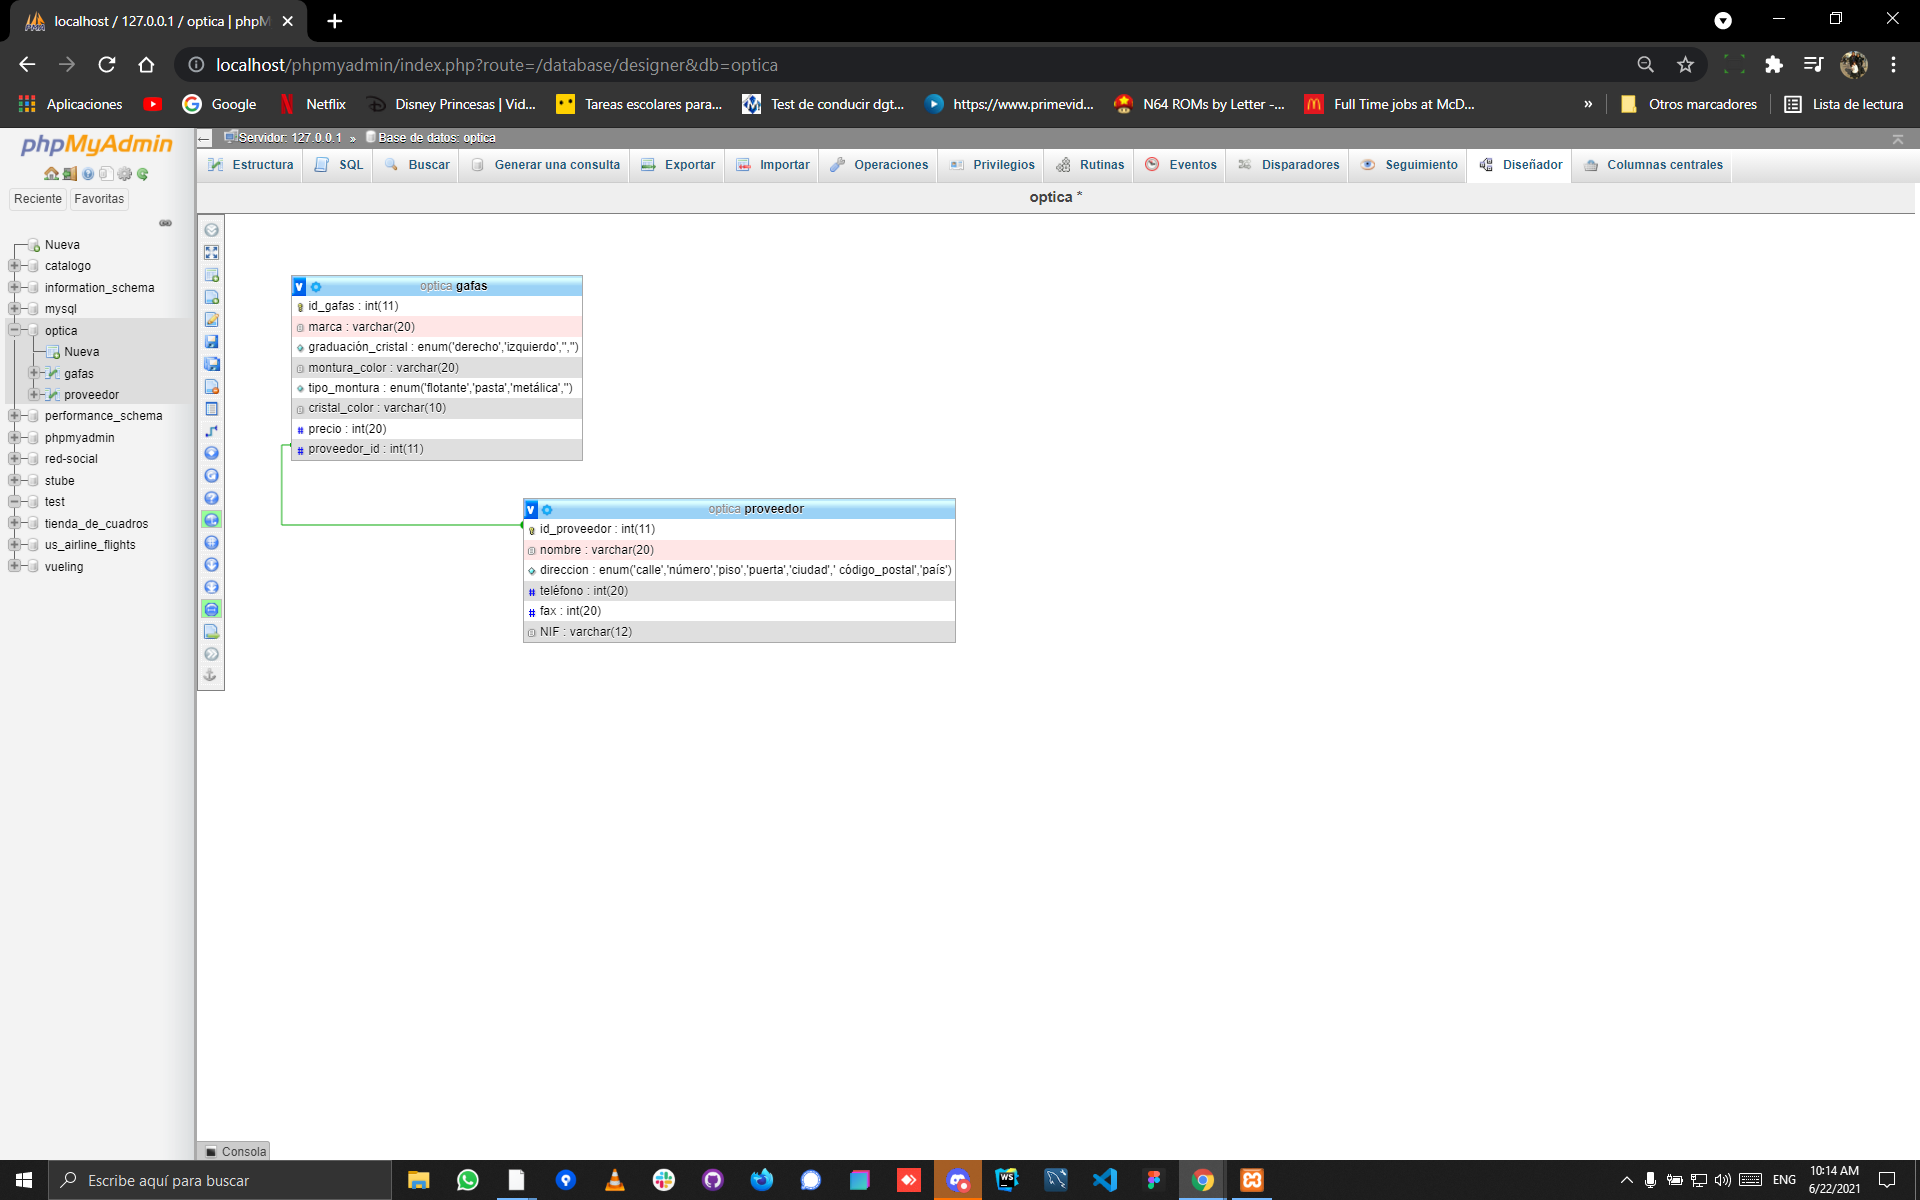 localhost / 127.0.0.1 / optica | phpM
localhost/phpmyadmin/index.php?route=/database/designer&db=optica
Aplicaciones
Google
Netflix
Disney Princesas | Vid...
Tareas escolares para...
Test de conducir dgt...
https://www.primevid...
N64 ROMs by Letter -...
Full Time jobs at McD...
»
Otros marcadores
Lista de lectura
phpMyAdmin
Reciente
Favoritas
Nueva
catalogo
information_schema
mysql
optica
Nueva
gafas
proveedor
performance_schema
phpmyadmin
red-social
stube
test
tienda_de_cuadros
us_airline_flights
vueling
Servidor: 127.0.0.1 » Base de datos: optica
Estructura
SQL
Buscar
Generar una consulta
Exportar
Importar
Operaciones
Privilegios
Rutinas
Eventos
Disparadores
Seguimiento
Diseñador
Columnas centrales
optica *
v optica gafas
id_gafas : int(11)
marca : varchar(20)
graduación_cristal : enum('derecho','izquierdo','','')
montura_color : varchar(20)
tipo_montura : enum('flotante','pasta','metálica','')
cristal_color : varchar(10)
# precio : int(20)
# proveedor_id : int(11)
v optica proveedor
id_proveedor : int(11)
nombre : varchar(20)
direccion : enum('calle','número','piso','puerta','ciudad',' código_postal','país')
# teléfono : int(20)
# fax : int(20)
NIF : varchar(12)
Consola
Escribe aquí para buscar
WS
ENG
10:14 AM
6/22/2021